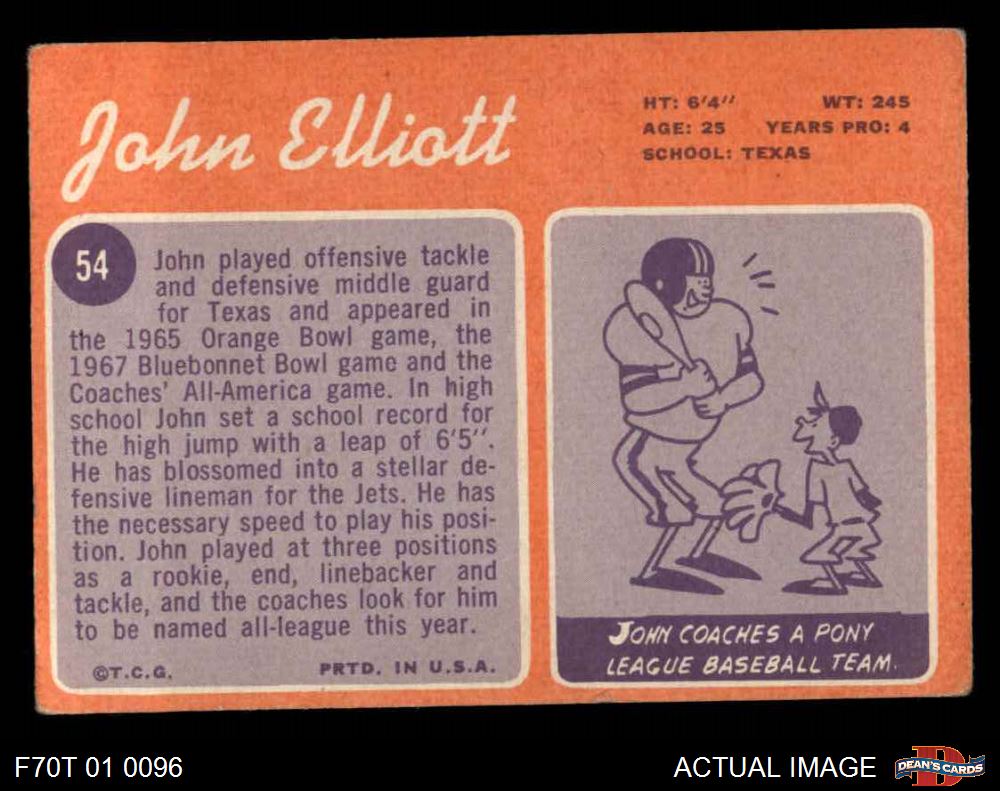 John Elliott
HT: 6'4" WT: 245
AGE: 25 YEARS PRO: 4
SCHOOL: TEXAS
54
John played offensive tackle
and defensive middle guard
for Texas and appeared in
the 1965 Orange Bowl game, the
1967 Bluebonnet Bowl game and the
Coaches' All-America game. In high
school John set a school record for
the high jump with a leap of 6'5".
He has blossomed into a stellar de-
fensive lineman for the Jets. He has
the necessary speed to play his posi-
tion. John played at three positions
as a rookie, end, linebacker and
tackle, and the coaches look for him
to be named all-league this year.
©T.C.G. PRTD. IN U.S.A.
JOHN COACHES A PONY
LEAGUE BASEBALL TEAM.
F70T 01 0096
ACTUAL IMAGE
D
DEAN'S CARDS